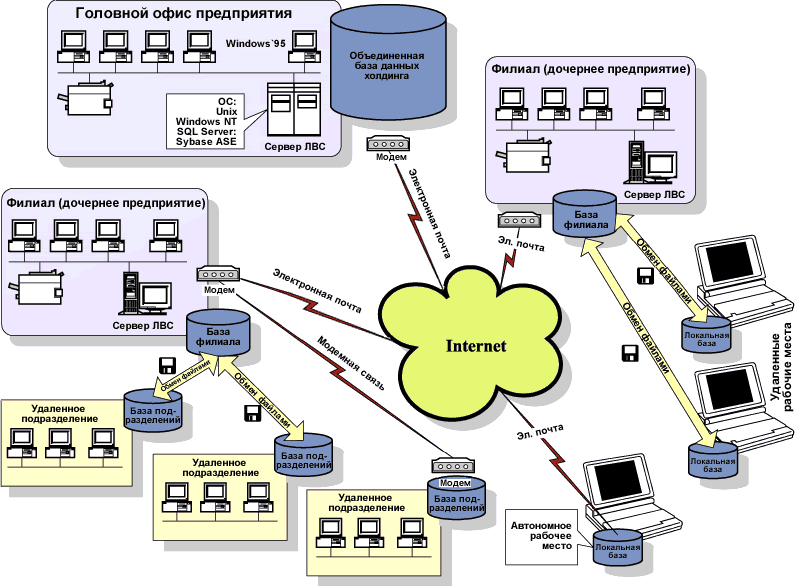 Головной офис предприятия
Windows`95
Объединенная
база данных
холдинга
ОС:
Unix
Windows NT
SQL Server:
Sybase ASE
Сервер ЛВС
Модем
Электронная почта
Филиал (дочернее предприятие)
Сервер ЛВС
База
филиала
Эл. почта
Обмен файлами
Обмен файлами
Локальная
база
Локальная
база
Удаленные
рабочие места
Филиал (дочернее предприятие)
Сервер ЛВС
Модем
Электронная почта
Модемная связь
Internet
База
филиала
Обмен файлами
Обмен файлами
Удаленное
подразделение
База под-
разделений
Удаленное
подразделение
База под-
разделений
Удаленное
подразделение
Модем
База под-
разделений
Эл. почта
Автономное
рабочее
место
Локальная
база